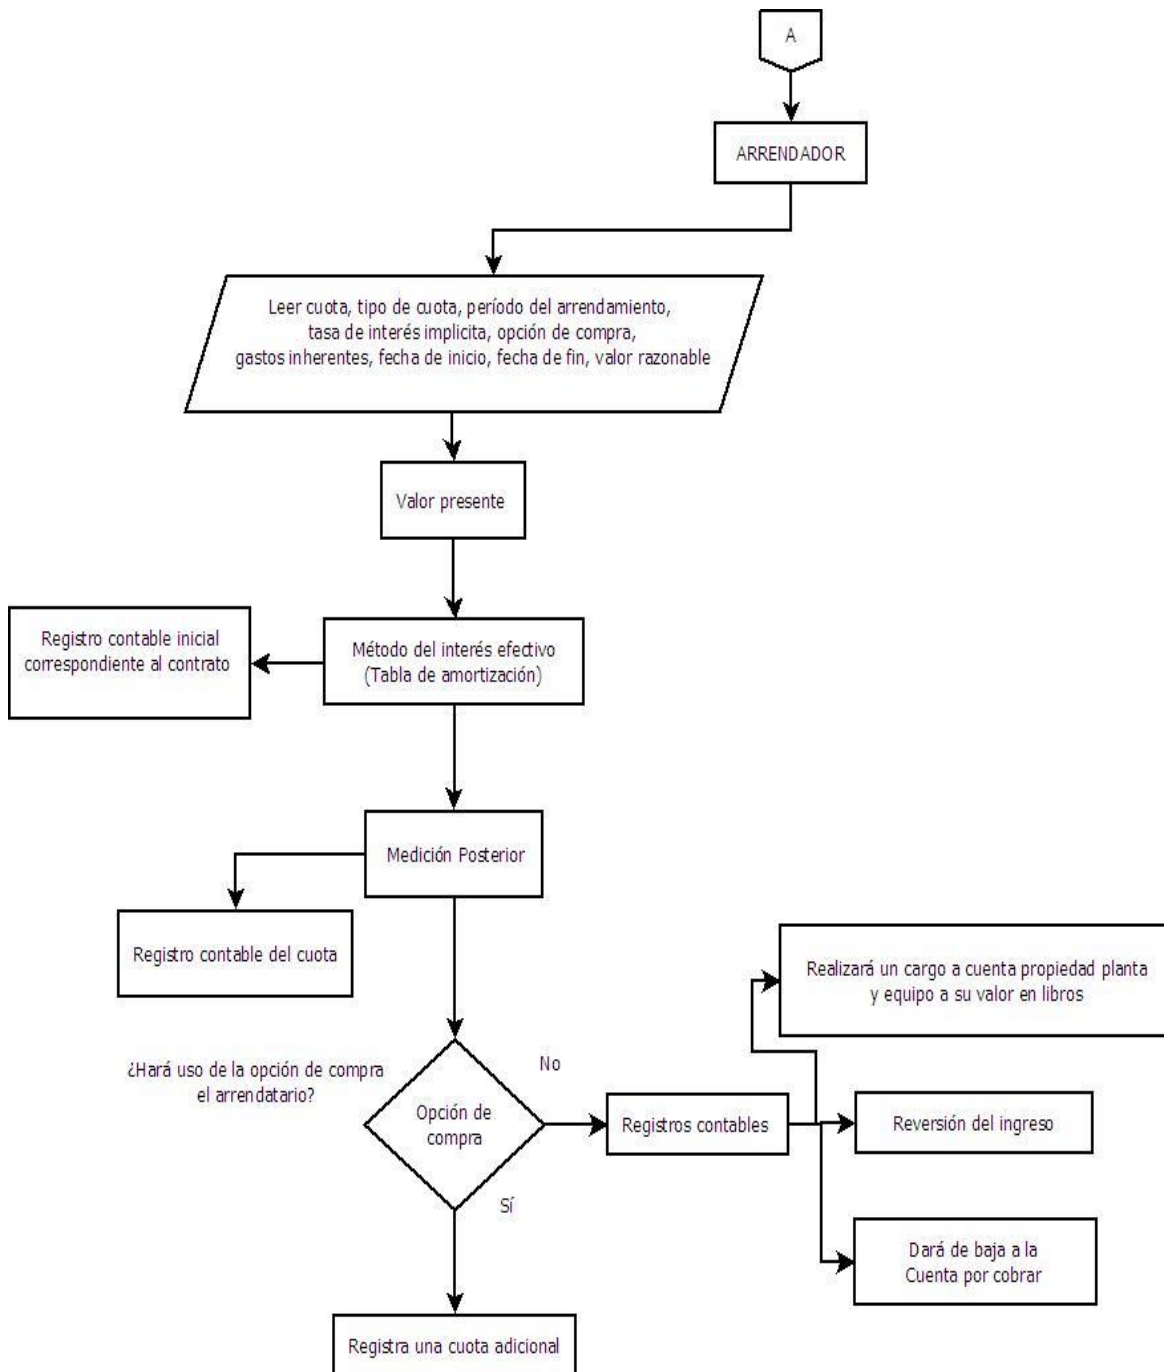 A
ARRENDADOR
Leer cuota, tipo de cuota, período del arrendamiento,
tasa de interés implicita, opción de compra,
gastos inherentes, fecha de inicio, fecha de fin, valor razonable
Valor presente
Registro contable inicial
correspondiente al contrato
Método del interés efectivo
(Tabla de amortización)
Medición Posterior
Registro contable del cuota
Realizará un cargo a cuenta propiedad planta
y equipo a su valor en libros
¿Hará uso de la opción de compra
el arrendatario?
No
Opción de
compra
Registros contables
Reversión del ingreso
Sí
Dará de baja a la
Cuenta por cobrar
Registra una cuota adicional